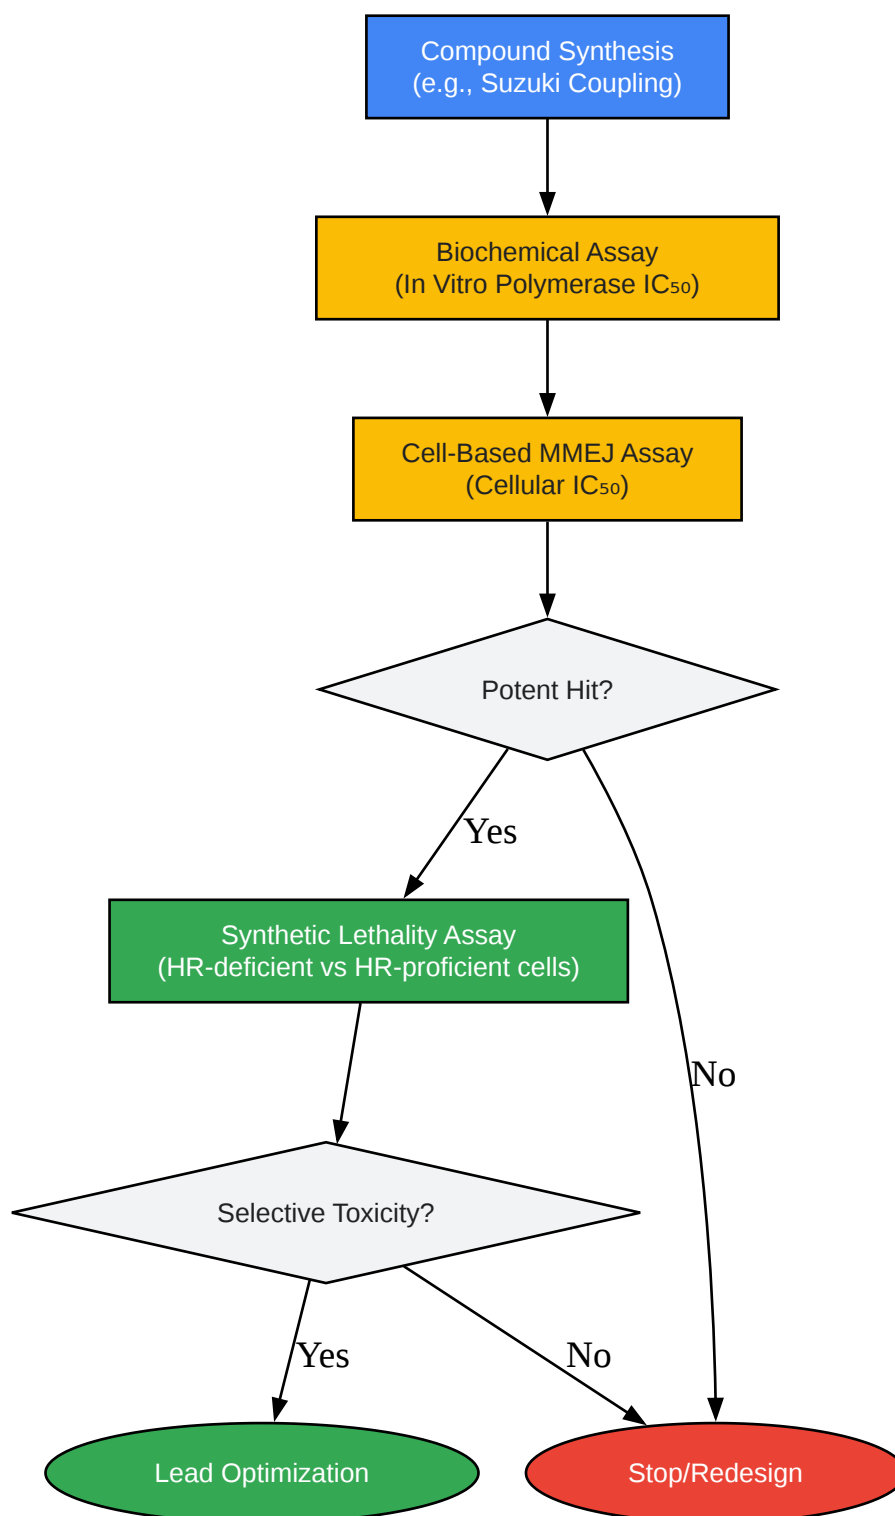 Compound Synthesis
(e.g., Suzuki Coupling)
Biochemical Assay
(In Vitro Polymerase IC₅₀)
Cell-Based MMEJ Assay
(Cellular IC₅₀)
Potent Hit?
Yes
Synthetic Lethality Assay
(HR-deficient vs HR-proficient cells)
No
Selective Toxicity?
Yes
No
Lead Optimization
Stop/Redesign